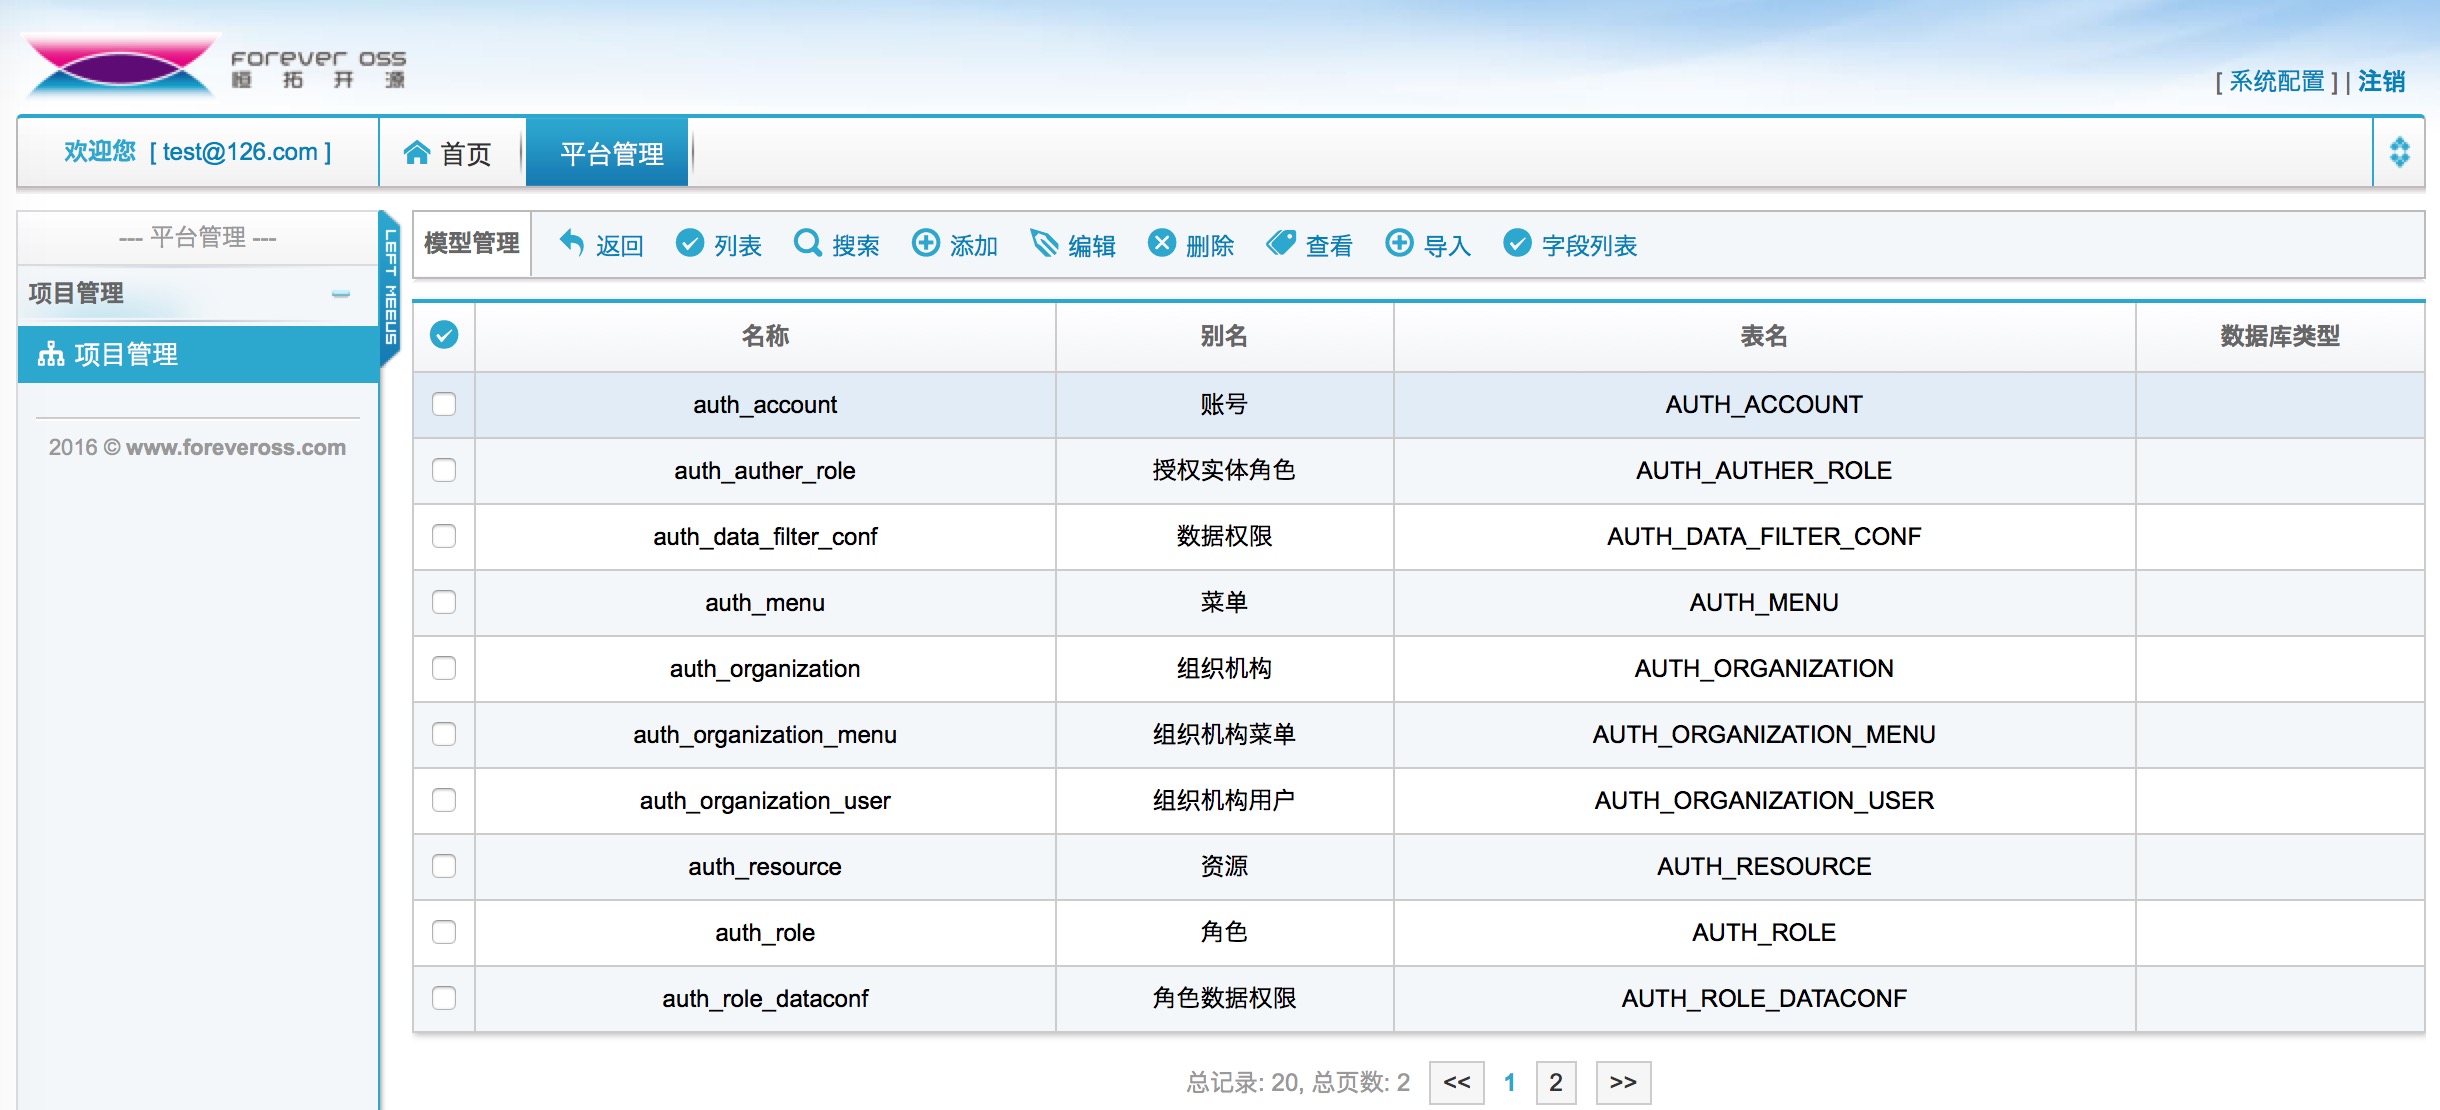 Forever oss
恒拓开源
[ 系统配置 ] | 注销
欢迎您 [ test@126.com ] 首页 平台管理
--- 平台管理 ---
项目管理
项目管理
2016 © www.foreveross.com
LEFT MEEUS
模型管理 返回 列表 搜索 添加 编辑 删除 查看 导入 字段列表
名称 别名 表名 数据库类型
auth_account 账号 AUTH_ACCOUNT
auth_auther_role 授权实体角色 AUTH_AUTHER_ROLE
auth_data_filter_conf 数据权限 AUTH_DATA_FILTER_CONF
auth_menu 菜单 AUTH_MENU
auth_organization 组织机构 AUTH_ORGANIZATION
auth_organization_menu 组织机构菜单 AUTH_ORGANIZATION_MENU
auth_organization_user 组织机构用户 AUTH_ORGANIZATION_USER
auth_resource 资源 AUTH_RESOURCE
auth_role 角色 AUTH_ROLE
auth_role_dataconf 角色数据权限 AUTH_ROLE_DATACONF
总记录: 20, 总页数: 2 << 1 2 >>